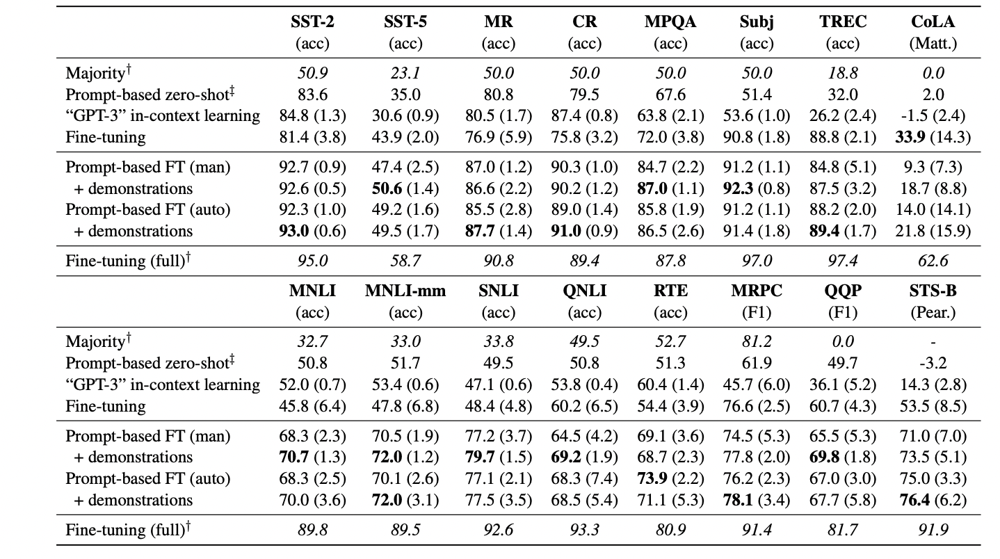 SST-2 SST-5 MR CR MPQA Subj TREC CoLA
(acc) (acc) (acc) (acc) (acc) (acc) (acc) (Matt.)
Majority† 50.9 23.1 50.0 50.0 50.0 50.0 18.8 0.0
Prompt-based zero-shot‡ 83.6 35.0 80.8 79.5 67.6 51.4 32.0 2.0
“GPT-3” in-context learning 84.8 (1.3) 30.6 (0.9) 80.5 (1.7) 87.4 (0.8) 63.8 (2.1) 53.6 (1.0) 26.2 (2.4) -1.5 (2.4)
Fine-tuning 81.4 (3.8) 43.9 (2.0) 76.9 (5.9) 75.8 (3.2) 72.0 (3.8) 90.8 (1.8) 88.8 (2.1) 33.9 (14.3)
Prompt-based FT (man) 92.7 (0.9) 47.4 (2.5) 87.0 (1.2) 90.3 (1.0) 84.7 (2.2) 91.2 (1.1) 84.8 (5.1) 9.3 (7.3)
+ demonstrations 92.6 (0.5) 50.6 (1.4) 86.6 (2.2) 90.2 (1.2) 87.0 (1.1) 92.3 (0.8) 87.5 (3.2) 18.7 (8.8)
Prompt-based FT (auto) 92.3 (1.0) 49.2 (1.6) 85.5 (2.8) 89.0 (1.4) 85.8 (1.9) 91.2 (1.1) 88.2 (2.0) 14.0 (14.1)
+ demonstrations 93.0 (0.6) 49.5 (1.7) 87.7 (1.4) 91.0 (0.9) 86.5 (2.6) 91.4 (1.8) 89.4 (1.7) 21.8 (15.9)
Fine-tuning (full)† 95.0 58.7 90.8 89.4 87.8 97.0 97.4 62.6
MNLI MNLI-mm SNLI QNLI RTE MRPC QQP STS-B
(acc) (acc) (acc) (acc) (acc) (F1) (F1) (Pear.)
Majority† 32.7 33.0 33.8 49.5 52.7 81.2 0.0 -
Prompt-based zero-shot‡ 50.8 51.7 49.5 50.8 51.3 61.9 49.7 -3.2
“GPT-3” in-context learning 52.0 (0.7) 53.4 (0.6) 47.1 (0.6) 53.8 (0.4) 60.4 (1.4) 45.7 (6.0) 36.1 (5.2) 14.3 (2.8)
Fine-tuning 45.8 (6.4) 47.8 (6.8) 48.4 (4.8) 60.2 (6.5) 54.4 (3.9) 76.6 (2.5) 60.7 (4.3) 53.5 (8.5)
Prompt-based FT (man) 68.3 (2.3) 70.5 (1.9) 77.2 (3.7) 64.5 (4.2) 69.1 (3.6) 74.5 (5.3) 65.5 (5.3) 71.0 (7.0)
+ demonstrations 70.7 (1.3) 72.0 (1.2) 79.7 (1.5) 69.2 (1.9) 68.7 (2.3) 77.8 (2.0) 69.8 (1.8) 73.5 (5.1)
Prompt-based FT (auto) 68.3 (2.5) 70.1 (2.6) 77.1 (2.1) 68.3 (7.4) 73.9 (2.2) 76.2 (2.3) 67.0 (3.0) 75.0 (3.3)
+ demonstrations 70.0 (3.6) 72.0 (3.1) 77.5 (3.5) 68.5 (5.4) 71.1 (5.3) 78.1 (3.4) 67.7 (5.8) 76.4 (6.2)
Fine-tuning (full)† 89.8 89.5 92.6 93.3 80.9 91.4 81.7 91.9